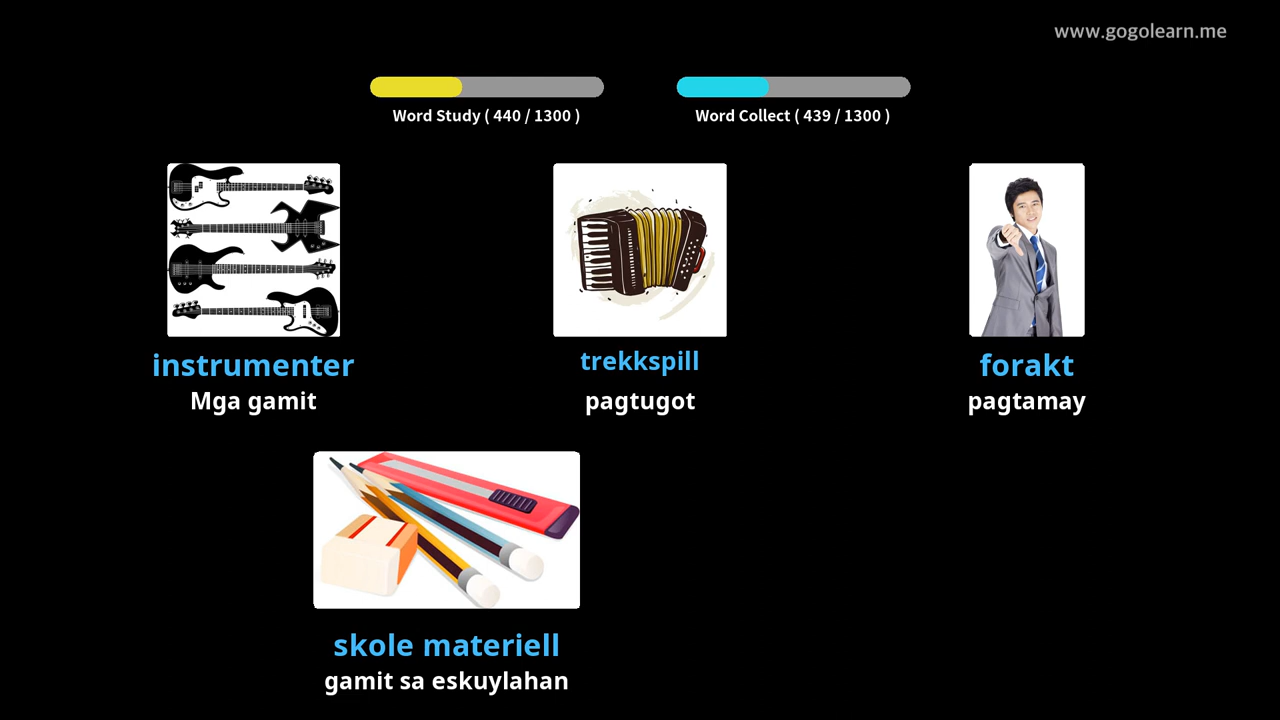 www.gogolearn.me
Word Study ( 440 / 1300 )
Word Collect ( 439 / 1300 )
instrumenter
Mga gamit
trekkspill
pagtugot
forakt
pagtamay
skole materiell
gamit sa eskuylahan